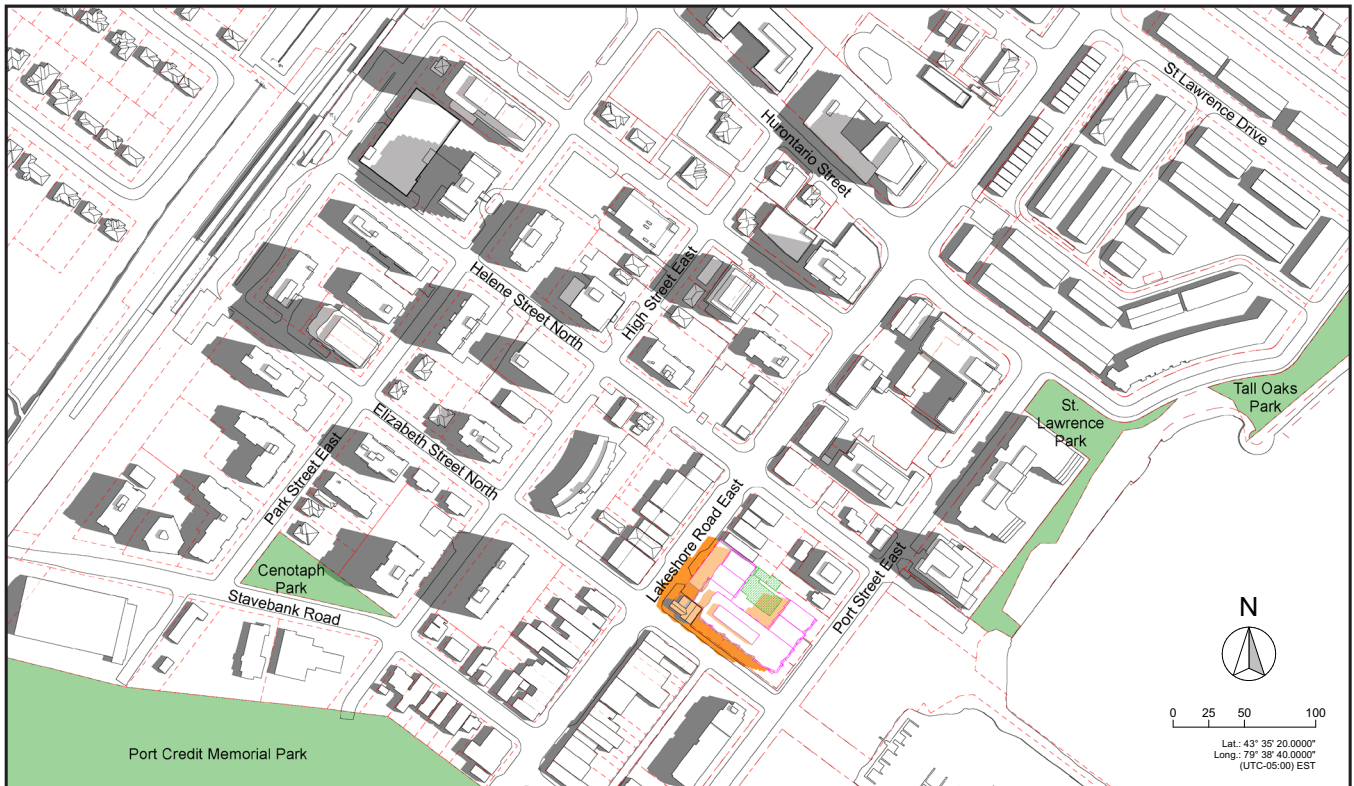 St Lawrence Drive
Hurontario Street
High Street East
Helene Street North
Tall Oaks
Park
St.
Lawrence
Park
Elizabeth Street North
Park Street East
Lakeshore Road East
Port Street East
Cenotaph
Park
Stavebank Road
N
0 25 50 100
Lat.: 43° 35' 20.0000"
Long.: 79° 38' 40.0000"
(UTC-05:00) EST
Port Credit Memorial Park